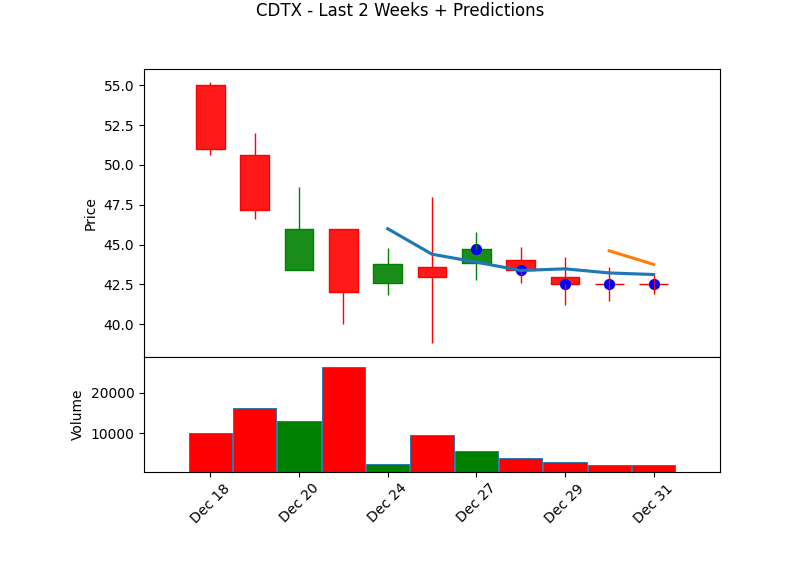 CDTX - Last 2 Weeks + Predictions
55.0
52.5
50.0
47.5
45.0
42.5
40.0
Price
20000
10000
Volume
Dec 18
Dec 20
Dec 24
Dec 27
Dec 29
Dec 31